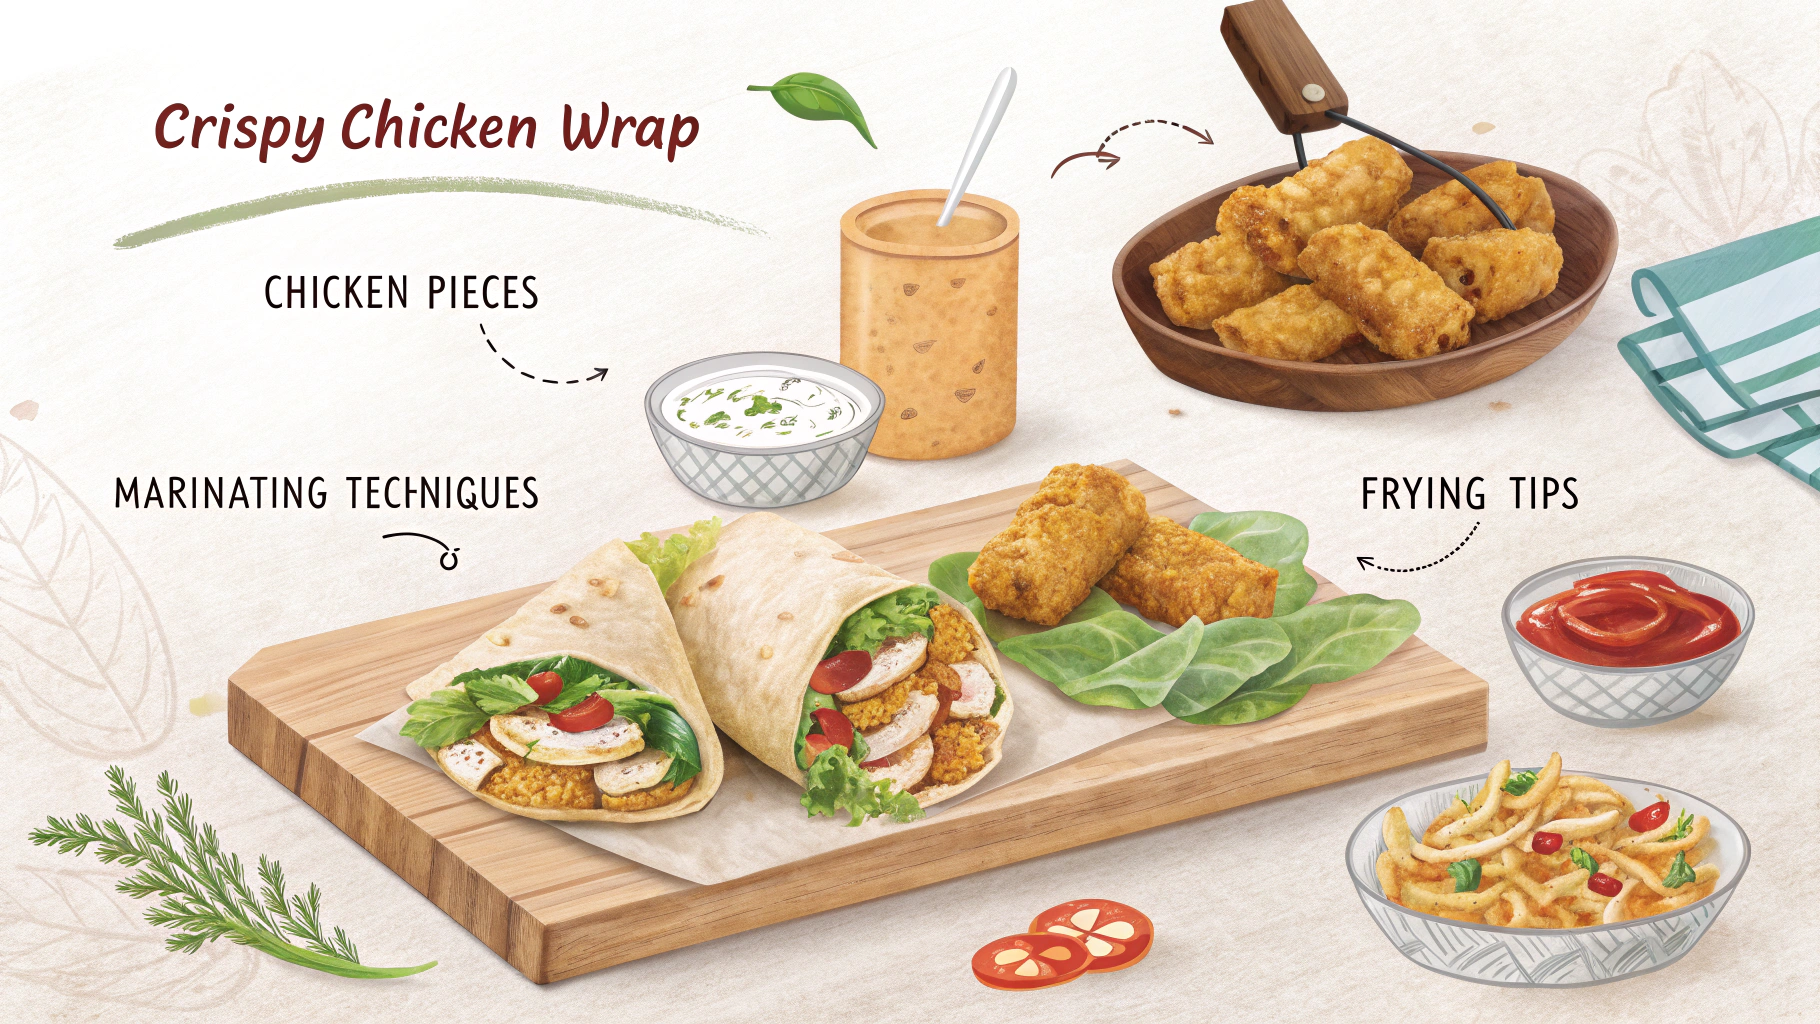 Crispy Chicken Wrap
CHICKEN PIECES
MARINATING TECHNIQUES
FRYING TIPS